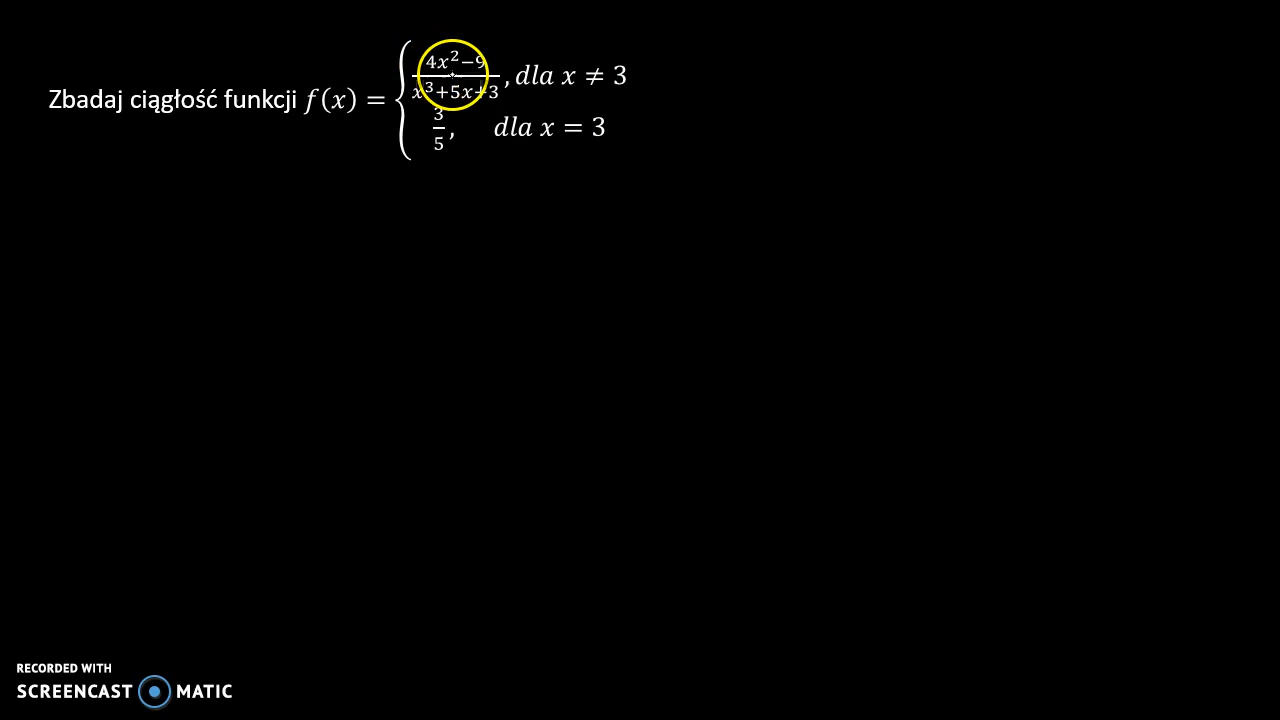 Zbadaj ciągłość funkcji f(x) = { (4x² − 9)/(x³+5x+3) , dla x ≠ 3
3/5 , dla x = 3
RECORDED WITH
SCREENCAST MATIC